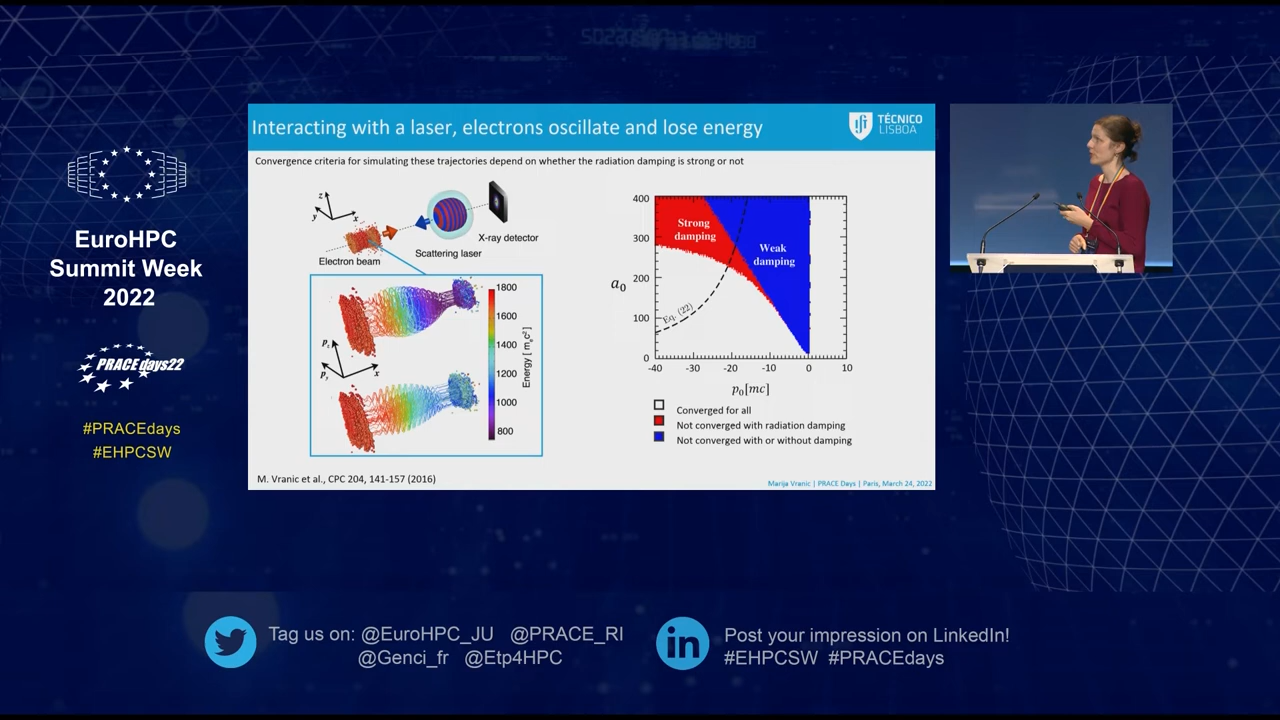 EuroHPC
Summit Week
2022
PRACEdays22
#PRACEdays
#EHPCSW
Interacting with a laser, electrons oscillate and lose energy
TÉCNICO
LISBOA
Convergence criteria for simulating these trajectories depend on whether the radiation damping is strong or not
z
y
x
Electron beam
Scattering laser
X-ray detector
1800
1600
1400
1200
1000
800
Energy [ mₑc²]
x
400
300
200
100
0
a₀
Strong
damping
Weak
damping
Eq. (22)
-40 -30 -20 -10 0 10
p₀[mc]
Converged for all
Not converged with radiation damping
Not converged with or without damping
M. Vranic et al., CPC 204, 141-157 (2016)
Marija Vranic | PRACE Days | Paris, March 24, 2022
Tag us on: @EuroHPC_JU @PRACE_RI
@Genci_fr @Etp4HPC
Post your impression on LinkedIn!
#EHPCSW #PRACEdays